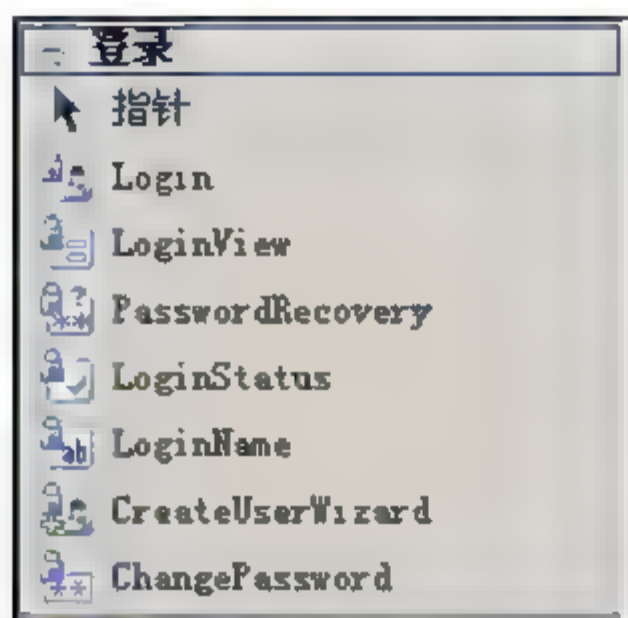 登录
指针
Login
LoginView
PasswordRecovery
LoginStatus
LoginName
CreateUserWizard
ChangePassword